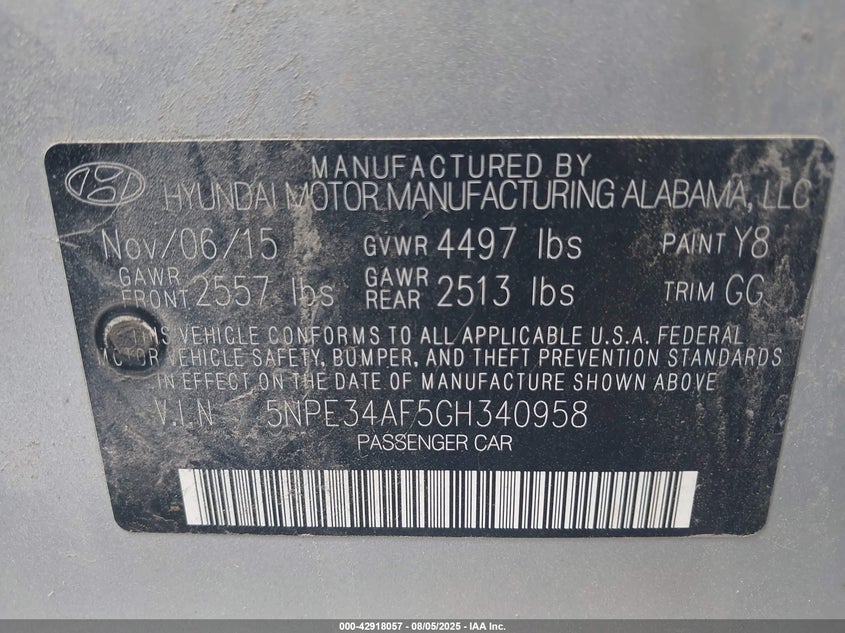 MANUFACTURED BY
HYUNDAI MOTOR MANUFACTURING ALABAMA, LLC
Nov/06/15 GVWR 4497 lbs PAINT Y8
GAWR FRONT 2557 lbs GAWR REAR 2513 lbs TRIM GG
THIS VEHICLE CONFORMS TO ALL APPLICABLE U.S.A. FEDERAL
MOTOR VEHICLE SAFETY, BUMPER, AND THEFT PREVENTION STANDARDS
IN EFFECT ON THE DATE OF MANUFACTURE SHOWN ABOVE
V.I.N 5NPE34AF5GH340958
PASSENGER CAR
000-42918057 - 08/05/2025 - IAA Inc.